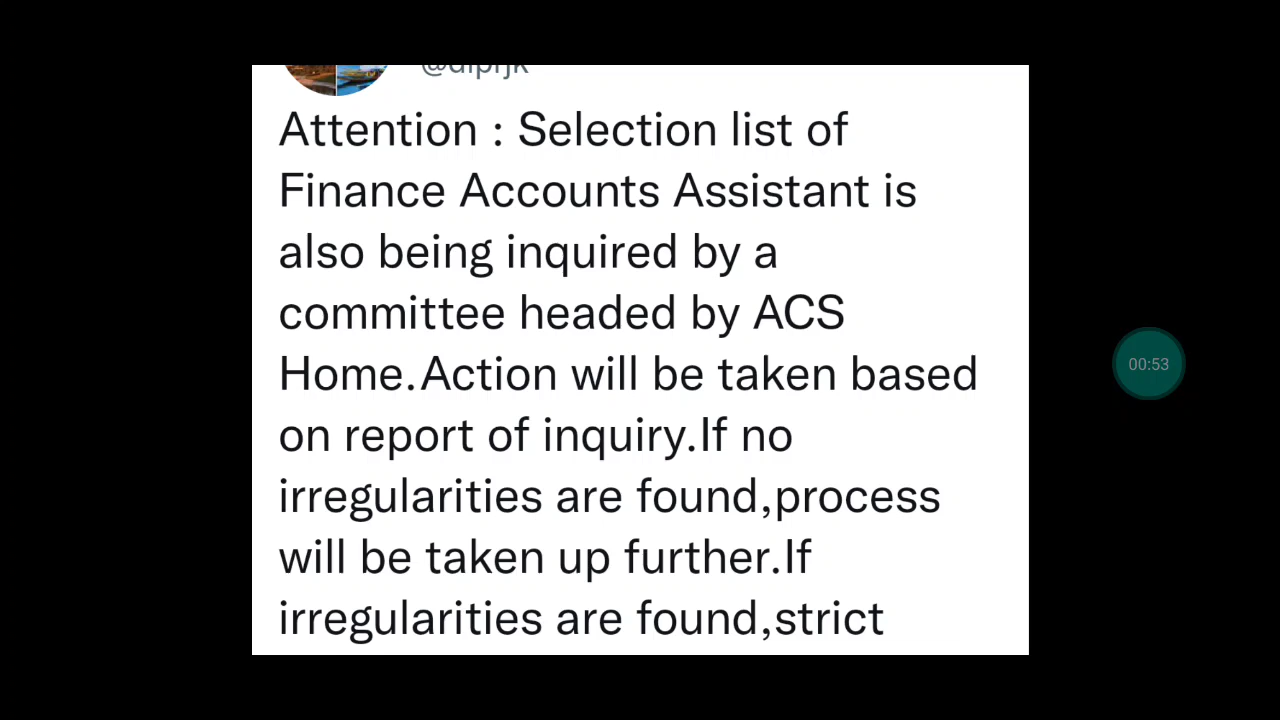 @diprjk
Attention : Selection list of
Finance Accounts Assistant is
also being inquired by a
committee headed by ACS
Home.Action will be taken based
on report of inquiry.If no
irregularities are found,process
will be taken up further.If
irregularities are found,strict
00:53